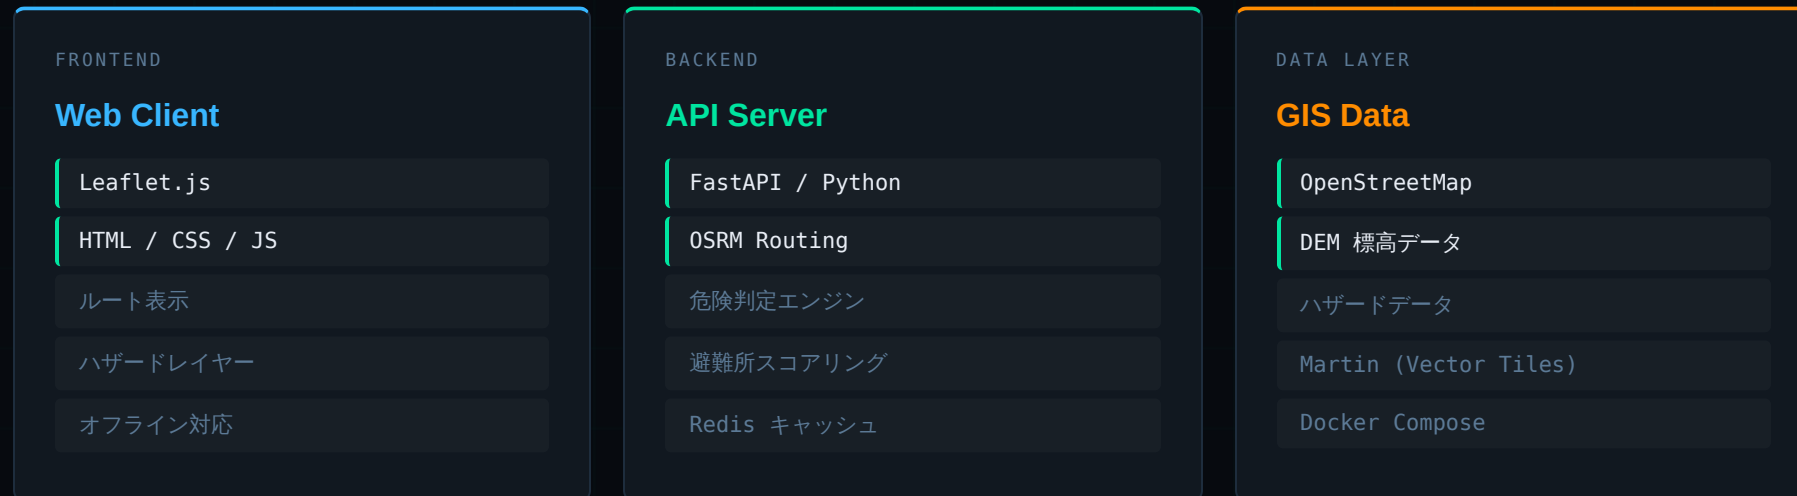 FRONTEND
Web Client
Leaflet.js
HTML / CSS / JS
ルート表示
ハザードレイヤー
オフライン対応
BACKEND
API Server
FastAPI / Python
OSRM Routing
危険判定エンジン
避難所スコアリング
Redis キャッシュ
DATA LAYER
GIS Data
OpenStreetMap
DEM 標高データ
ハザードデータ
Martin (Vector Tiles)
Docker Compose